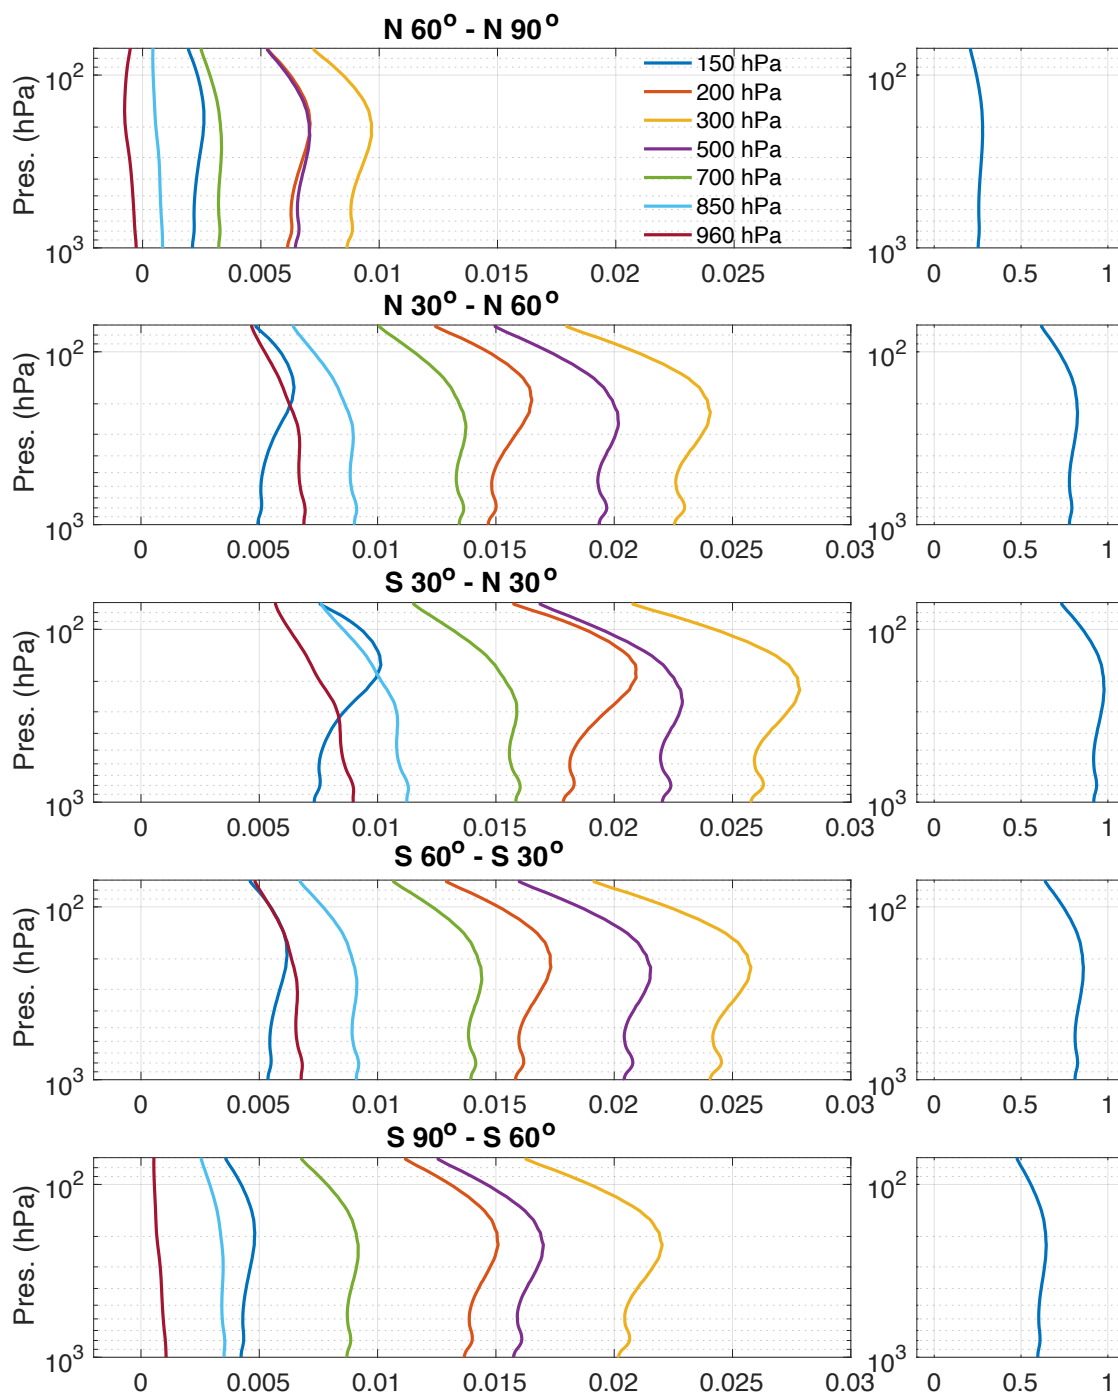 N 60° - N 90°
Pres. (hPa)
10²
10³
150 hPa
200 hPa
300 hPa
500 hPa
700 hPa
850 hPa
960 hPa
0 0.005 0.01 0.015 0.02 0.025
10²
10³
0 0.5 1
N 30° - N 60°
Pres. (hPa)
10²
10³
0 0.005 0.01 0.015 0.02 0.025 0.03
10²
10³
0 0.5 1
S 30° - N 30°
Pres. (hPa)
10²
10³
0 0.005 0.01 0.015 0.02 0.025 0.03
10²
10³
0 0.5 1
S 60° - S 30°
Pres. (hPa)
10²
10³
0 0.005 0.01 0.015 0.02 0.025 0.03
10²
10³
0 0.5 1
S 90° - S 60°
Pres. (hPa)
10²
10³
0 0.005 0.01 0.015 0.02 0.025 0.03
10²
10³
0 0.5 1